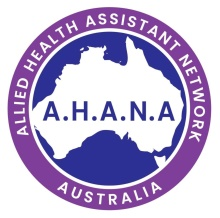 ALLIED HEALTH ASSISTANT NETWORK
A.H.A.N.A
AUSTRALIA